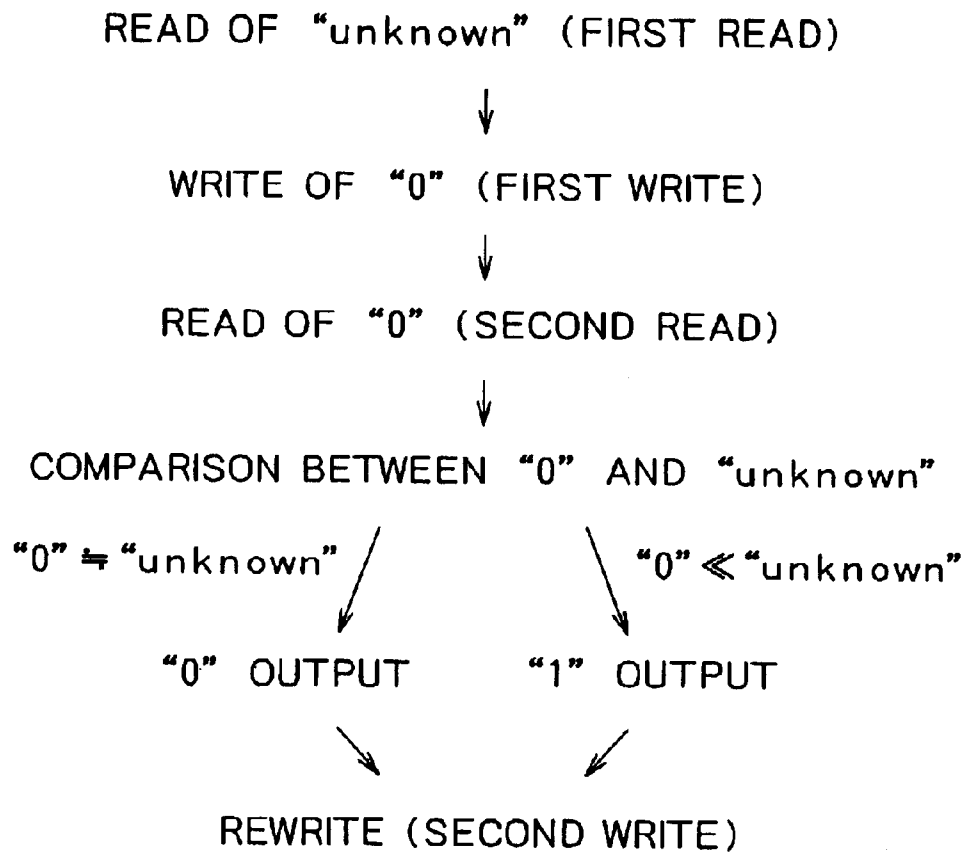 READ OF “unknown” (FIRST READ)
WRITE OF “0” (FIRST WRITE)
READ OF “0” (SECOND READ)
COMPARISON BETWEEN “0” AND “unknown”
“0” ≒ “unknown” “0” ≪ “unknown”
“0” OUTPUT “1” OUTPUT
REWRITE (SECOND WRITE)